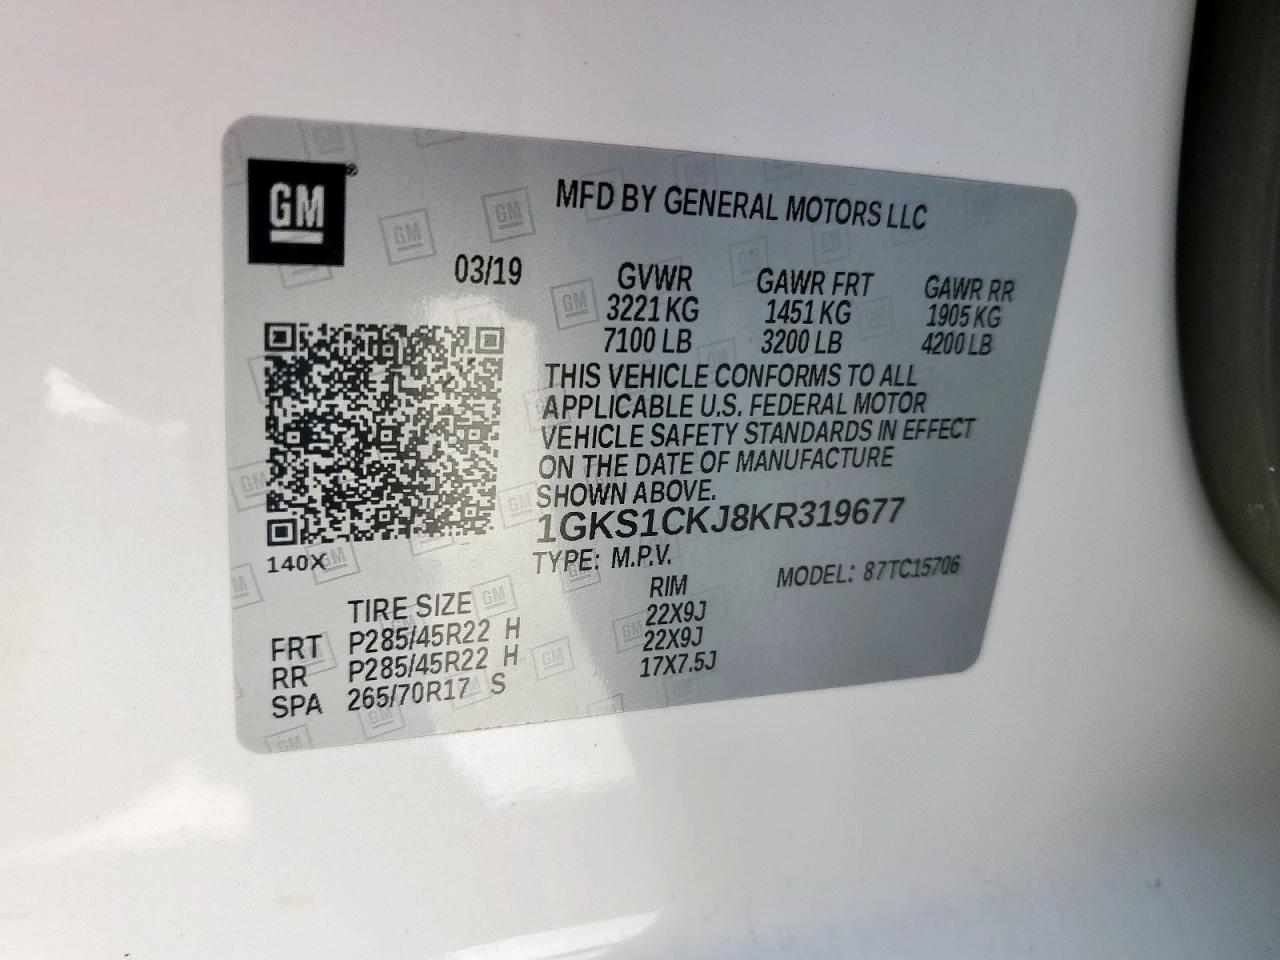 GM
MFD BY GENERAL MOTORS LLC
03/19
GVWR GAWR FRT GAWR RR
3221 KG 1451 KG 1905 KG
7100 LB 3200 LB 4200 LB
THIS VEHICLE CONFORMS TO ALL
APPLICABLE U.S. FEDERAL MOTOR
VEHICLE SAFETY STANDARDS IN EFFECT
ON THE DATE OF MANUFACTURE
SHOWN ABOVE.
1GKS1CKJ8KR319677
140X
TYPE: M.P.V. MODEL: 87TC15706
TIRE SIZE RIM
FRT P285/45R22 H 22X9J
RR P285/45R22 H 22X9J
SPA 265/70R17 S 17X7.5J